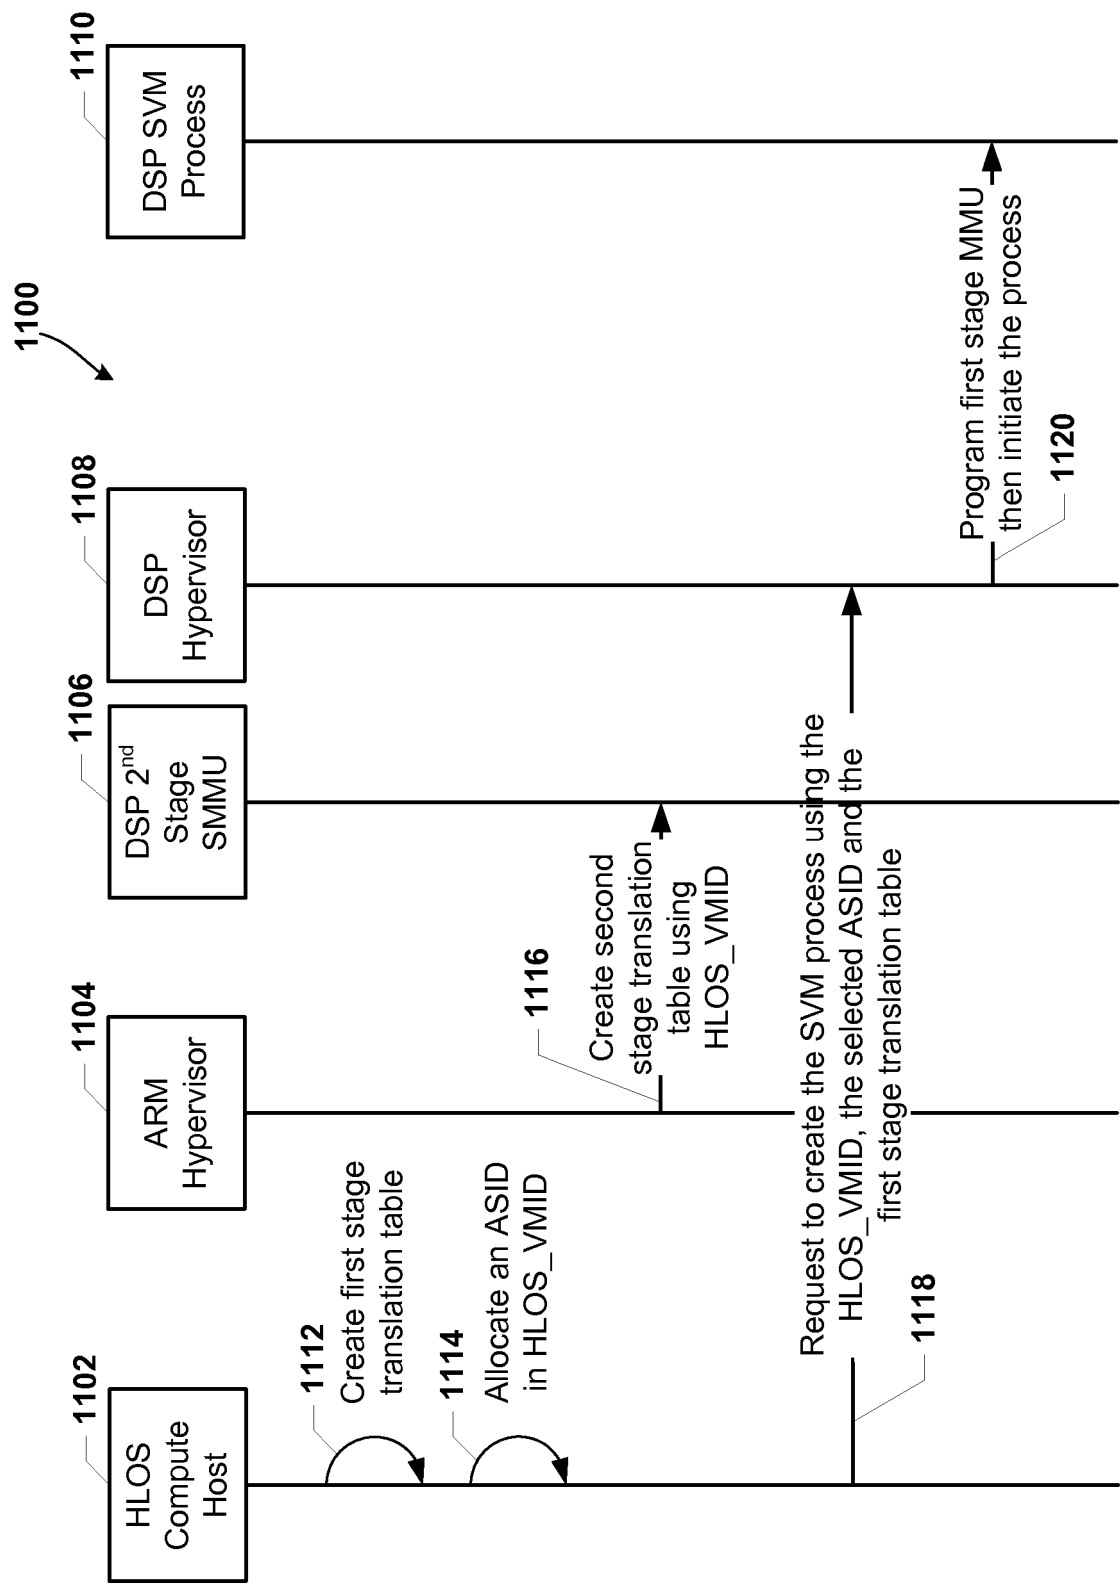 1100
1102
HLOS
Compute
Host
1104
ARM
Hypervisor
1106
DSP 2nd
Stage
SMMU
1108
DSP
Hypervisor
1110
DSP SVM
Process
1112
Create first stage
translation table
1114
Allocate an ASID
in HLOS_VMID
1116
Create second
stage translation
table using
HLOS_VMID
Request to create the SVM process using the
HLOS_VMID, the selected ASID and the
first stage translation table
1118
Program first stage MMU
then initiate the process
1120